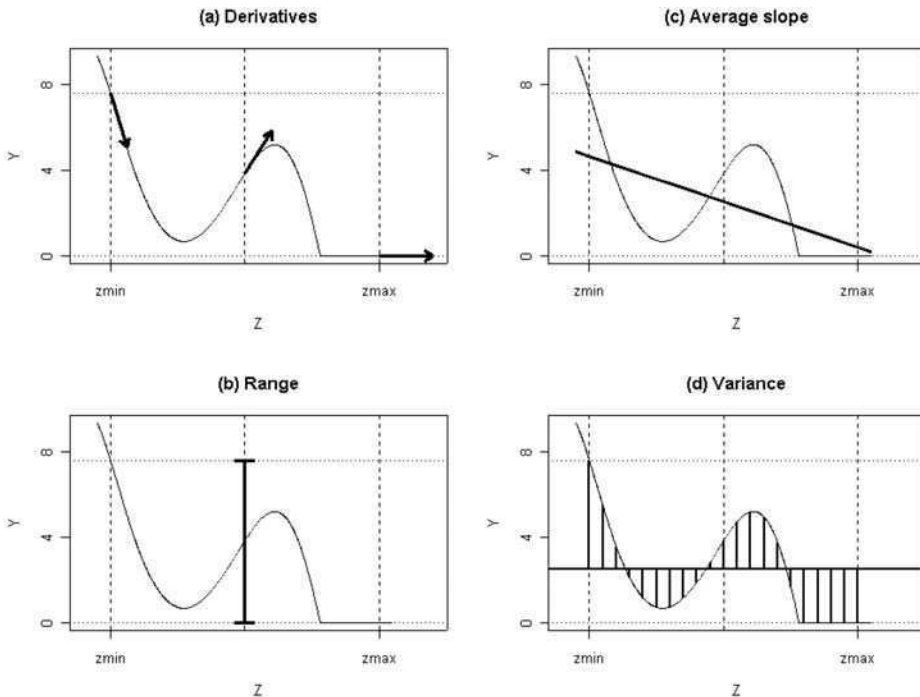 (a) Derivatives
Y
8
4
0
zmin
zmax
Z
(c) Average slope
Y
8
4
0
zmin
zmax
Z
(b) Range
Y
8
4
0
zmin
zmax
Z
(d) Variance
Y
8
4
0
zmin
zmax
Z